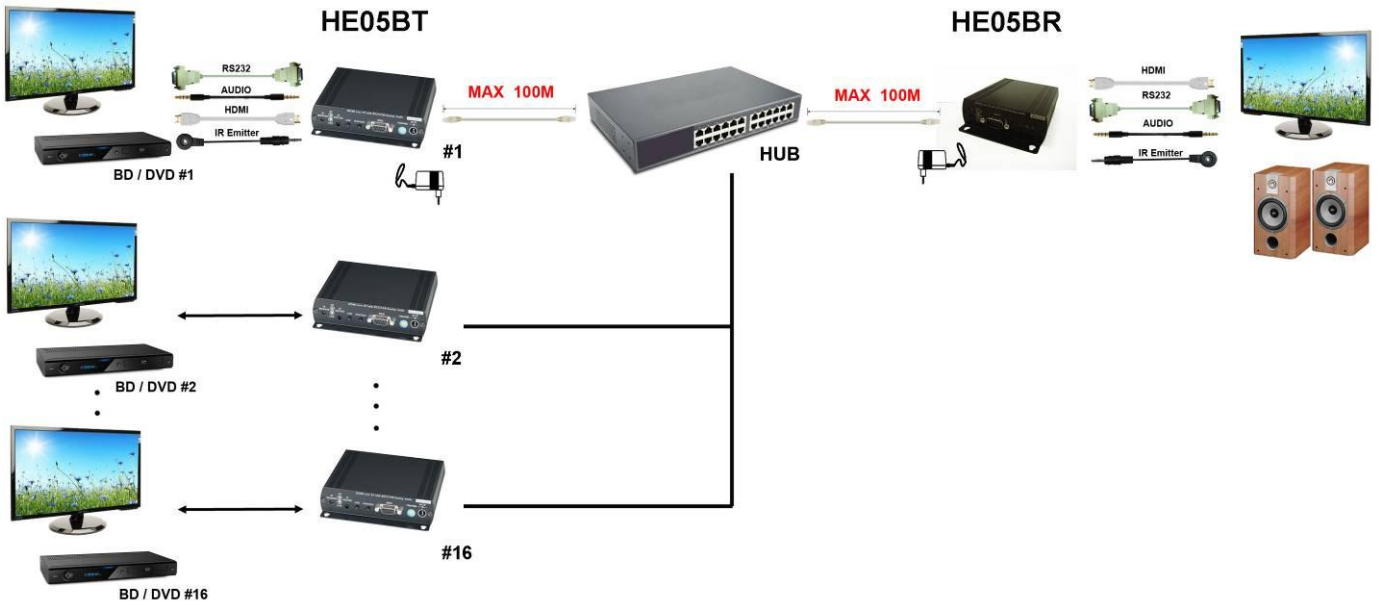 HE05BT
HE05BR
RS232
AUDIO
HDMI
IR Emitter
BD / DVD #1
#1
MAX 100M
HUB
MAX 100M
HDMI
RS232
AUDIO
IR Emitter
BD / DVD #2
#2
BD / DVD #16
#16